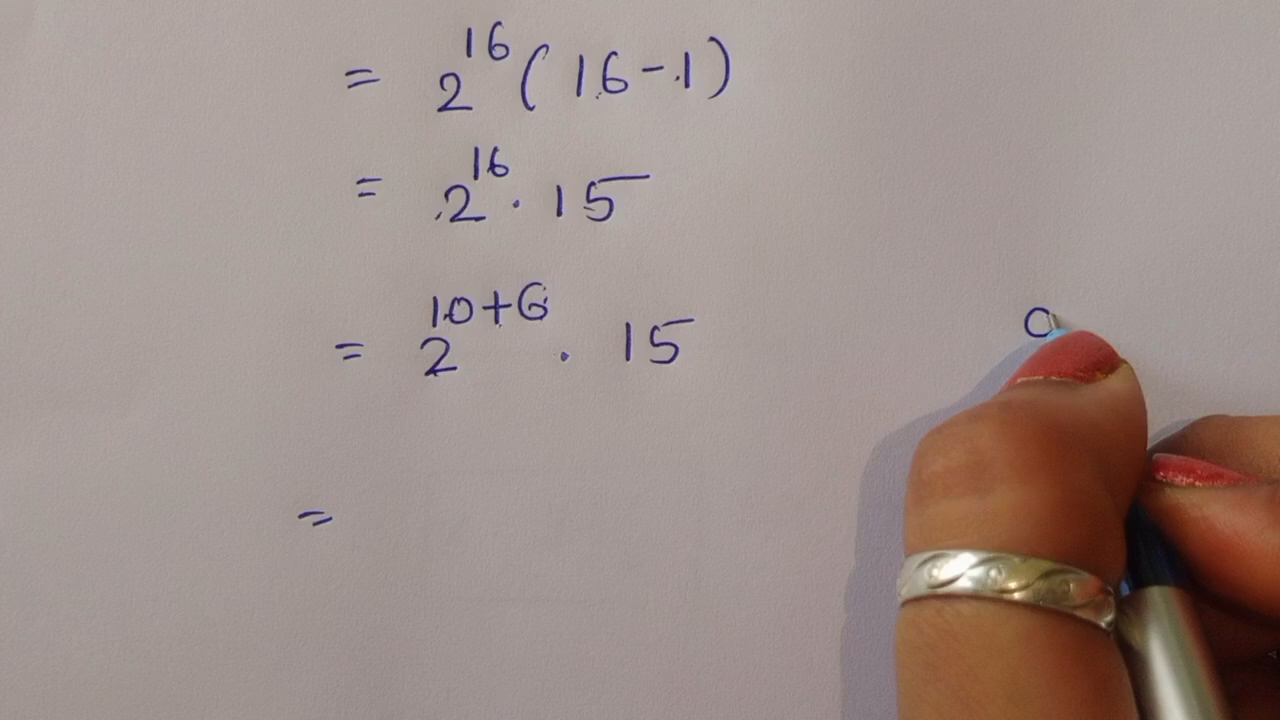 = 2^16 (16-1)
= 2^16 · 15
= 2^10+6 · 15
=